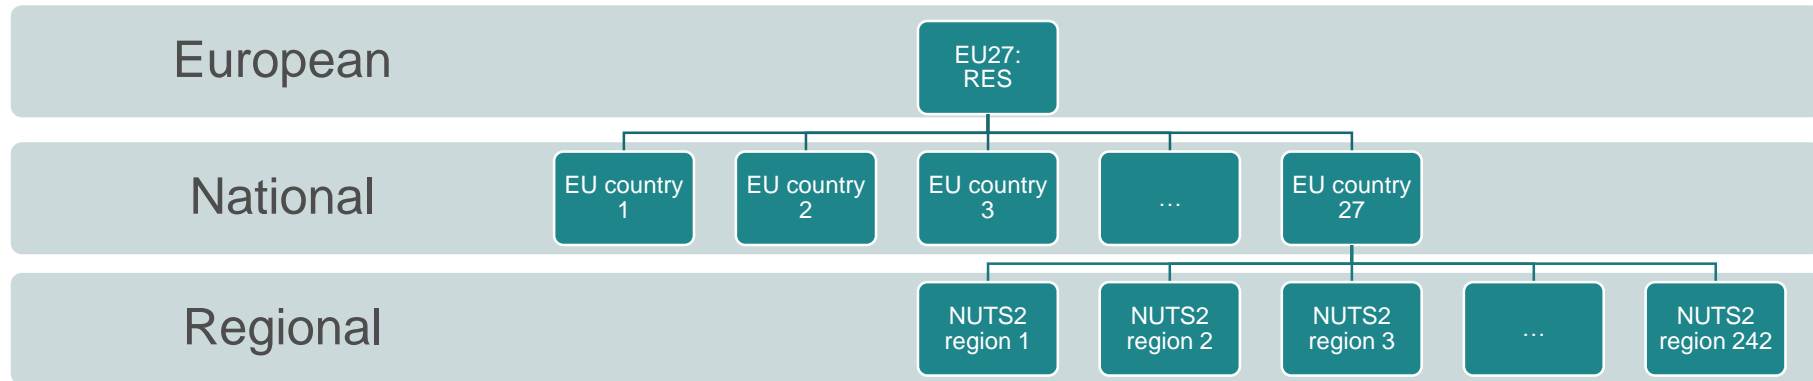 European
EU27:
RES
National
EU country
1
EU country
2
EU country
3
…
EU country
27
Regional
NUTS2
region 1
NUTS2
region 2
NUTS2
region 3
…
NUTS2
region 242